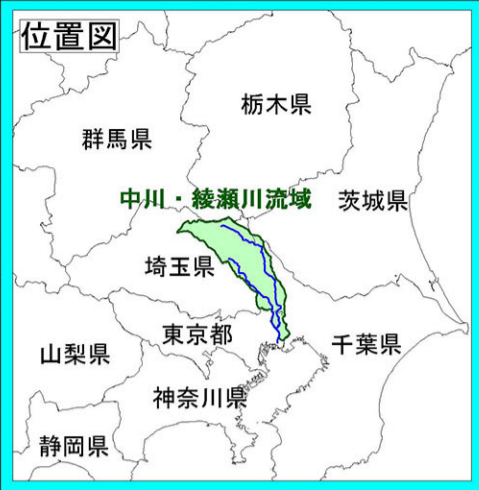 位置図
栃木県
群馬県
中川・綾瀬川流域
茨城県
埼玉県
東京都
千葉県
山梨県
神奈川県
静岡県